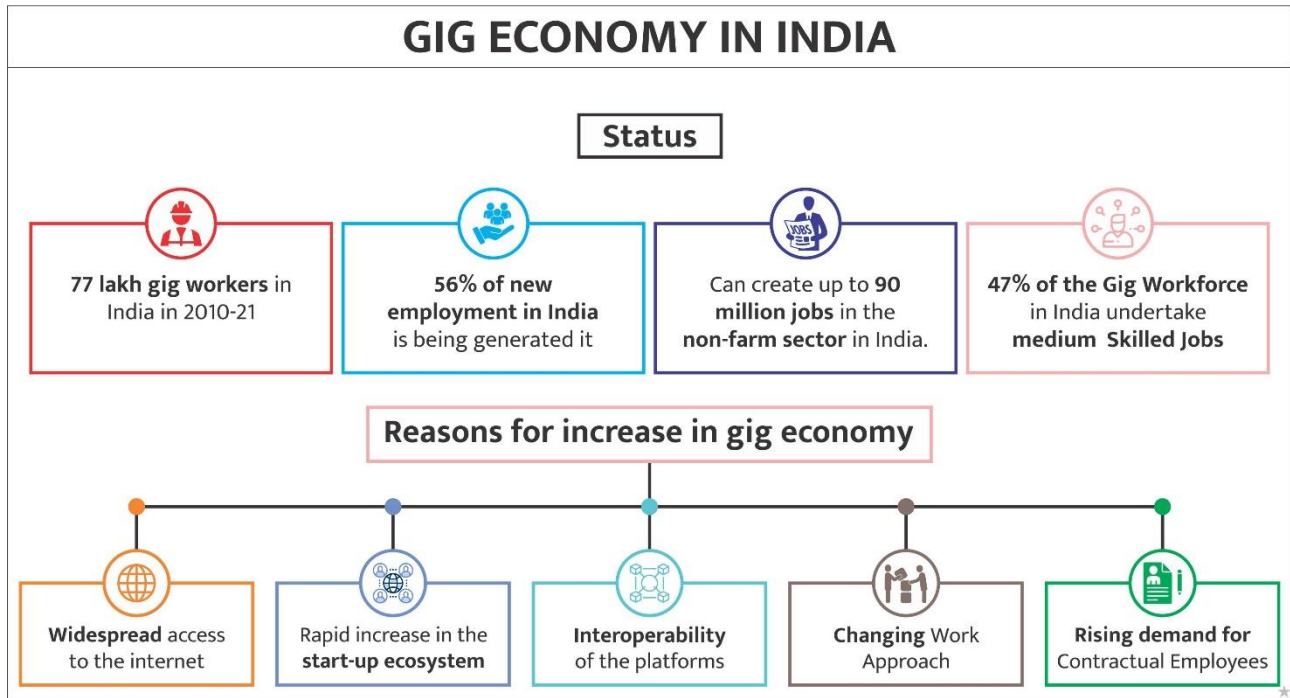 GIG ECONOMY IN INDIA
Status
77 lakh gig workers in
India in 2010-21
56% of new
employment in India
is being generated it
Can create up to 90
million jobs in the
non-farm sector in India.
47% of the Gig Workforce
in India undertake
medium Skilled Jobs
JOBS
Reasons for increase in gig economy
Widespread access
to the internet
Rapid increase in the
start-up ecosystem
Interoperability
of the platforms
Changing Work
Approach
Rising demand for
Contractual Employees